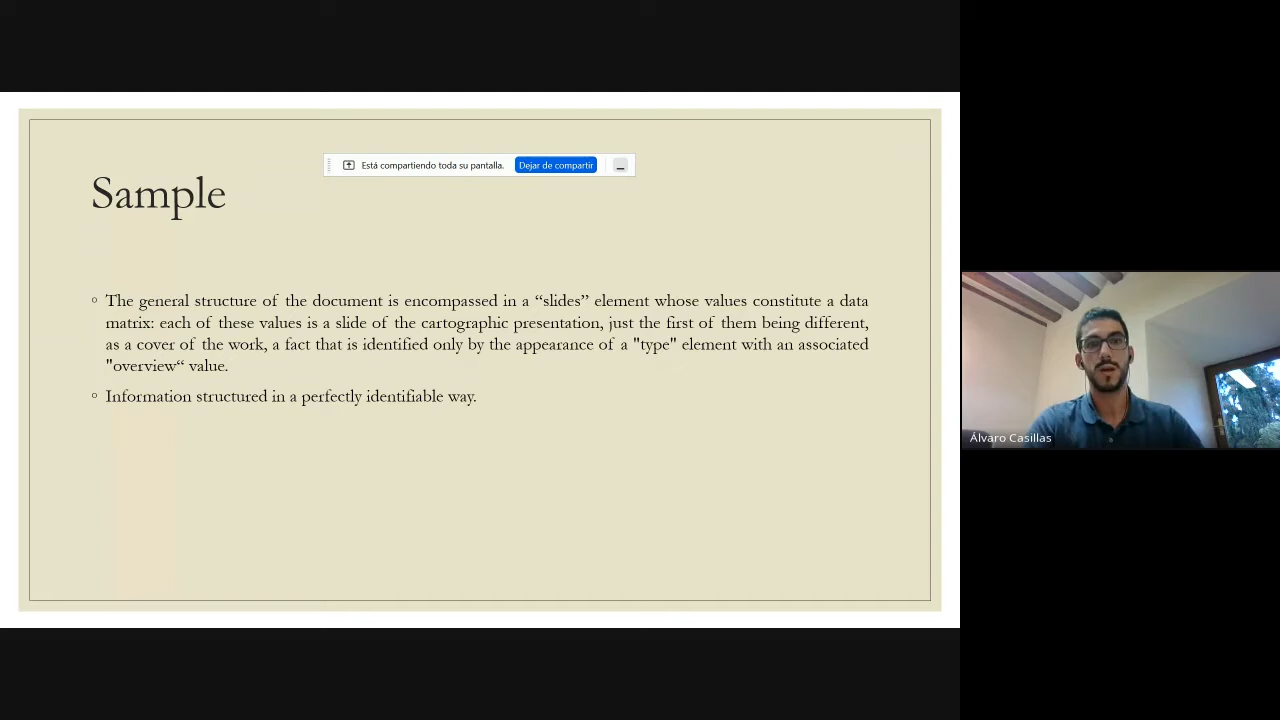 Está compartiendo toda su pantalla. Dejar de compartir
Sample
The general structure of the document is encompassed in a “slides” element whose values constitute a data
matrix: each of these values is a slide of the cartographic presentation, just the first of them being different,
as a cover of the work, a fact that is identified only by the appearance of a "type" element with an associated
"overview“ value.
Information structured in a perfectly identifiable way.
Álvaro Casillas